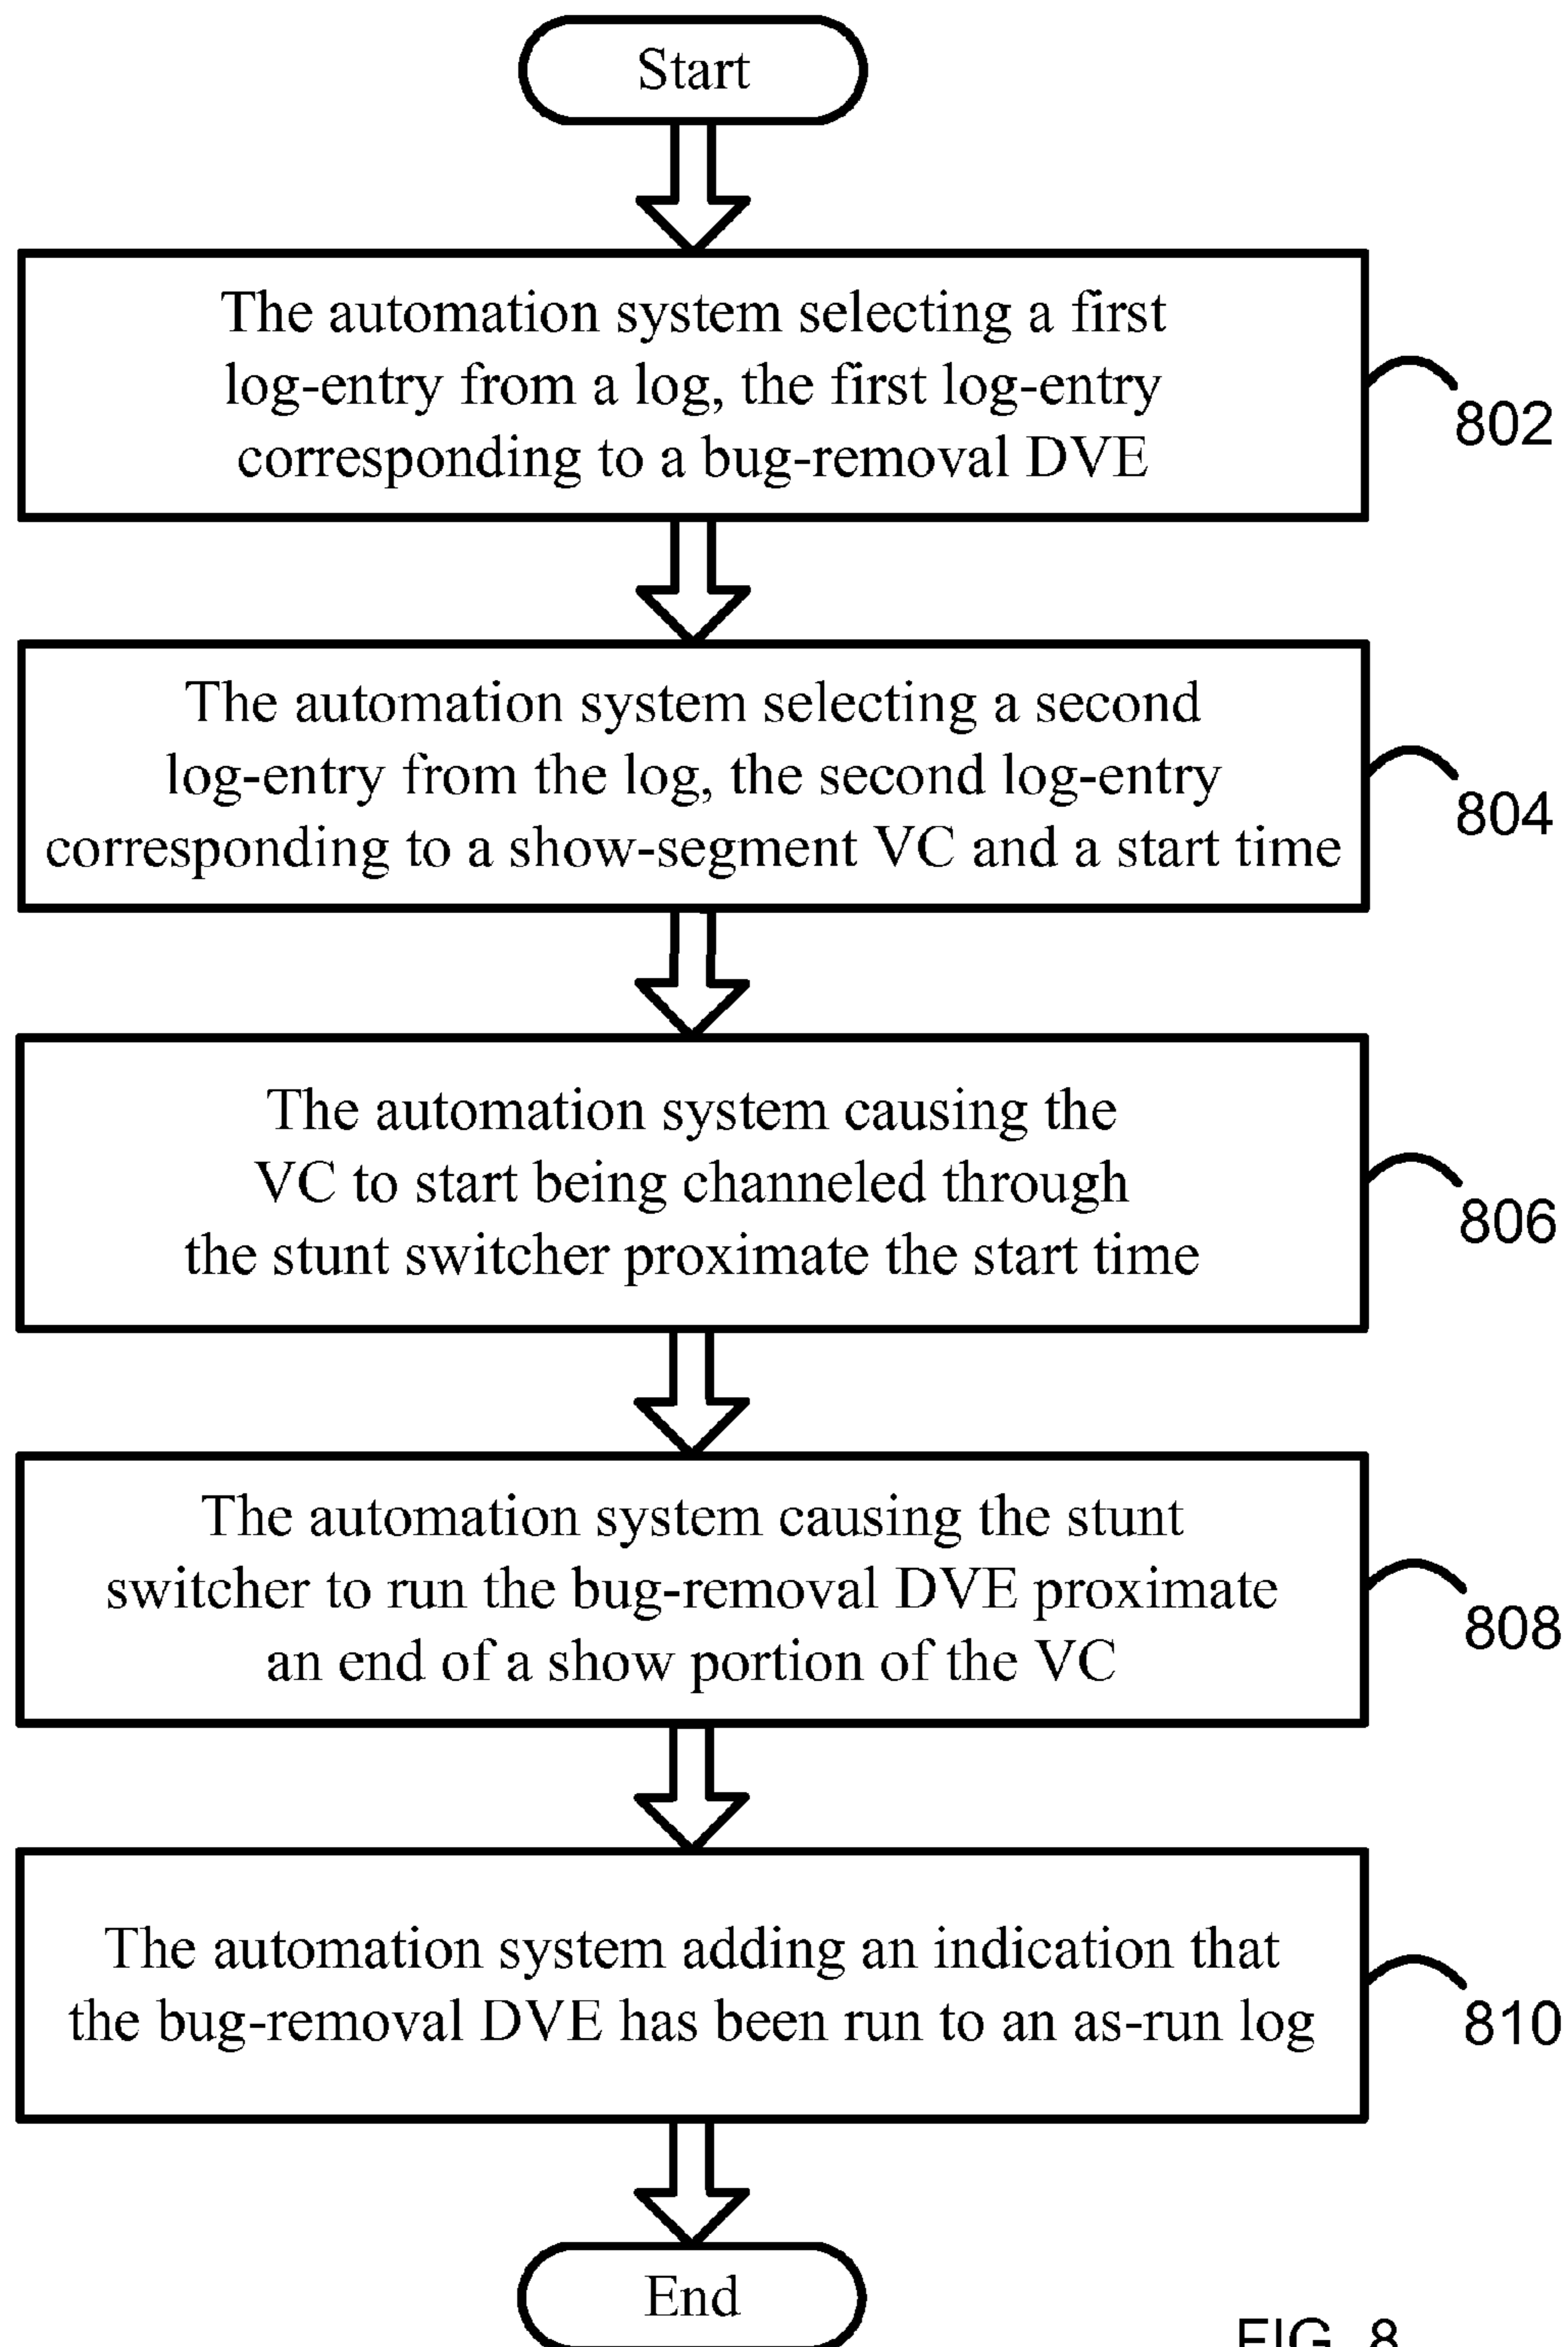 Start
The automation system selecting a first
log-entry from a log, the first log-entry
corresponding to a bug-removal DVE
802
The automation system selecting a second
log-entry from the log, the second log-entry
corresponding to a show-segment VC and a start time
804
The automation system causing the
VC to start being channeled through
the stunt switcher proximate the start time
806
The automation system causing the stunt
switcher to run the bug-removal DVE proximate
an end of a show portion of the VC
808
The automation system adding an indication that
the bug-removal DVE has been run to an as-run log
810
End
FIG. 8